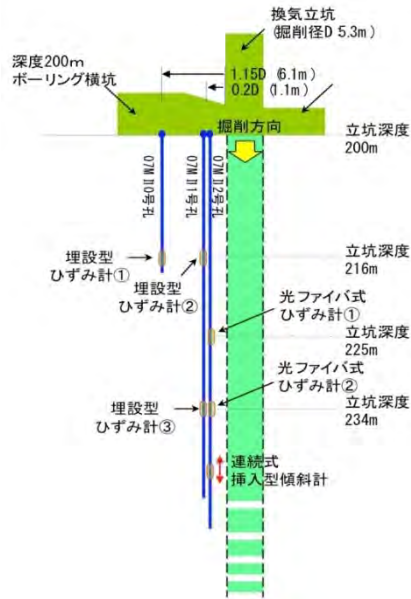 換気立坑
(掘削径D 5.3m)
深度200m
ボーリング横坑
1.15D (6.1m)
0.2D (1.1m)
掘削方向
立坑深度
200m
07MⅡ0号孔
07MⅡ1号孔
07MⅡ2号孔
埋設型
ひずみ計①
埋設型
ひずみ計②
立坑深度
216m
光ファイバ式
ひずみ計①
立坑深度
225m
光ファイバ式
ひずみ計②
立坑深度
234m
埋設型
ひずみ計③
連続式
挿入型傾斜計